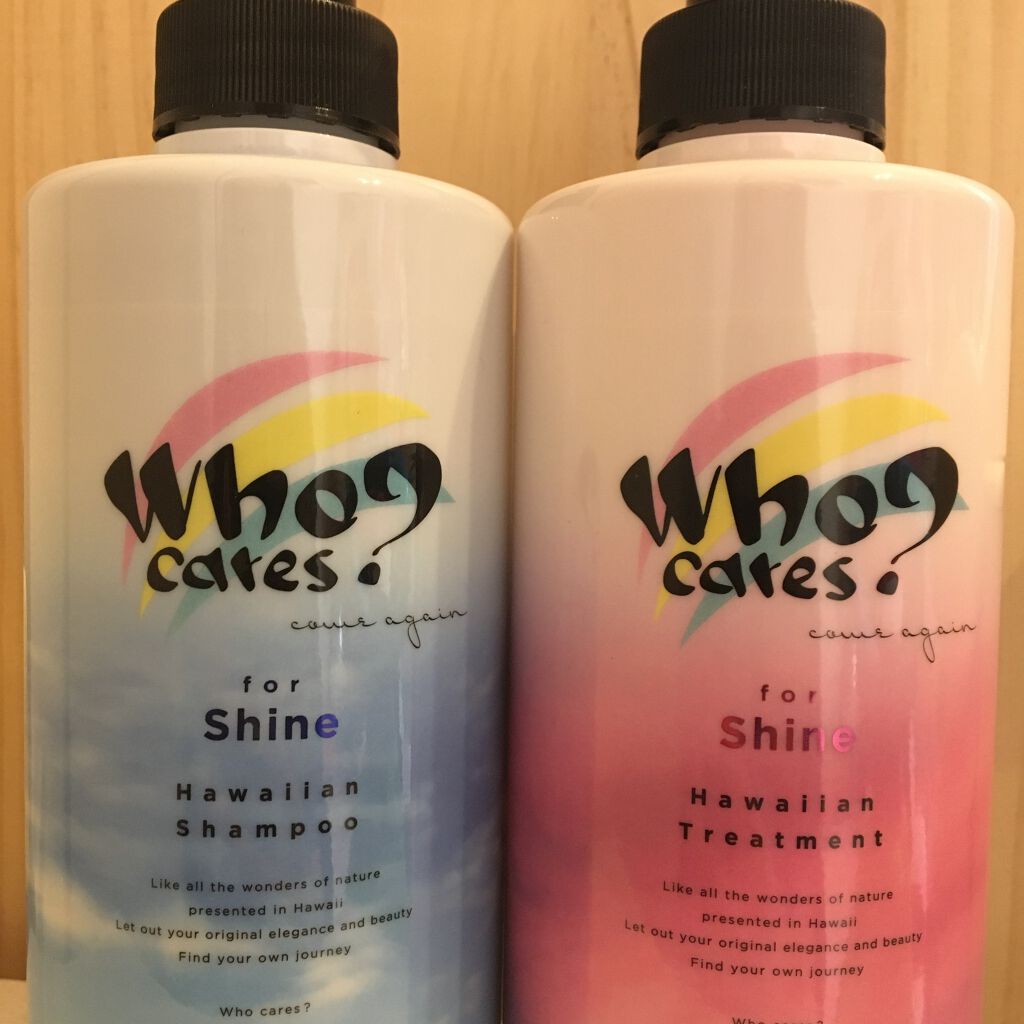 Who?
cares?
come again
for
Shine
Hawaiian
Shampoo
Like all the wonders of nature
presented in Hawaii
Let out your original elegance and beauty
Find your own journey
Who cares?
Who?
cares?
come again
for
Shine
Hawaiian
Treatment
Like all the wonders of nature
presented in Hawaii
Let out your original elegance and beauty
Find your own journey
Who cares?